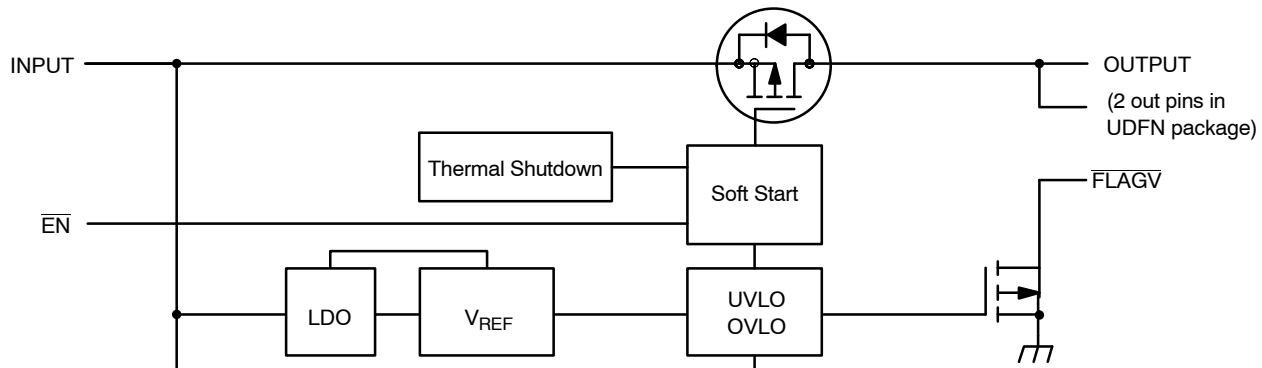 INPUT
OUTPUT
(2 out pins in
UDFN package)
Thermal Shutdown
Soft Start
FLAGV
EN
LDO
VREF
UVLO
OVLO